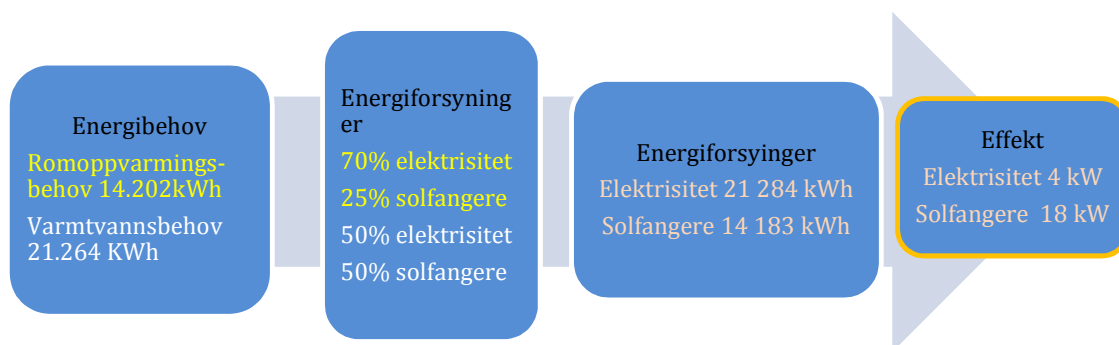 Energibehov
Romoppvarmings-
behov 14.202kWh
Varmtvannsbehov
21.264 KWh
Energiforsyning
er
70% elektrisitet
25% solfangere
50% elektrisitet
50% solfangere
Energiforsyinger
Elektrisitet 21 284 kWh
Solfangere 14 183 kWh
Effekt
Elektrisitet 4 kW
Solfangere 18 kW